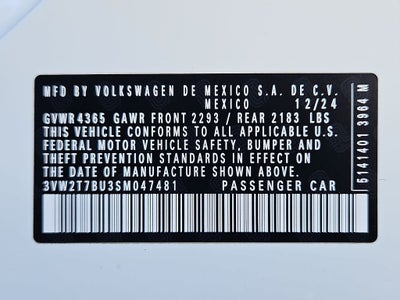 MFD BY VOLKSWAGEN DE MEXICO S.A. DE C.V.
MEXICO 12/24
GVWR 4365 GAWR FRONT 2293 / REAR 2183 LBS
THIS VEHICLE CONFORMS TO ALL APPLICABLE U.S.
FEDERAL MOTOR VEHICLE SAFETY, BUMPER AND
THEFT PREVENTION STANDARDS IN EFFECT ON
THE DATE OF MANUFACTURE SHOWN ABOVE.
3VW2T7BU3SM047481 PASSENGER CAR
5141401 3964 M